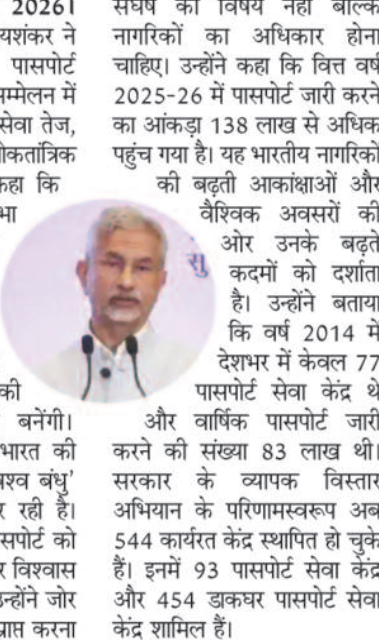 2026।
यशंकर ने
पासपोर्ट
म्मेलन में
सेवा तेज,
ोकतांत्रिक
कहा कि
भा
की
बनेंगी।
भारत की
श्व बंधु’
र रही है।
सपोर्ट को
र विश्वास
न्होंने जोर
प्राप्त करना
संघर्ष का विषय नहीं बल्कि
नागरिकों का अधिकार होना
चाहिए। उन्होंने कहा कि वित्त वर्ष
2025-26 में पासपोर्ट जारी करने
का आंकड़ा 138 लाख से अधिक
पहुंच गया है। यह भारतीय नागरिकों
की बढ़ती आकांक्षाओं और
वैश्विक अवसरों की
ओर उनके बढ़ते
कदमों को दर्शाता
है। उन्होंने बताया
कि वर्ष 2014 मे
देशभर में केवल 77
पासपोर्ट सेवा केंद्र थे
और वार्षिक पासपोर्ट जारी
करने की संख्या 83 लाख थी।
सरकार के व्यापक विस्तार
अभियान के परिणामस्वरूप अब
544 कार्यरत केंद्र स्थापित हो चुके
हैं। इनमें 93 पासपोर्ट सेवा केंद्र
और 454 डाकघर पासपोर्ट सेवा
केंद्र शामिल हैं।
सु